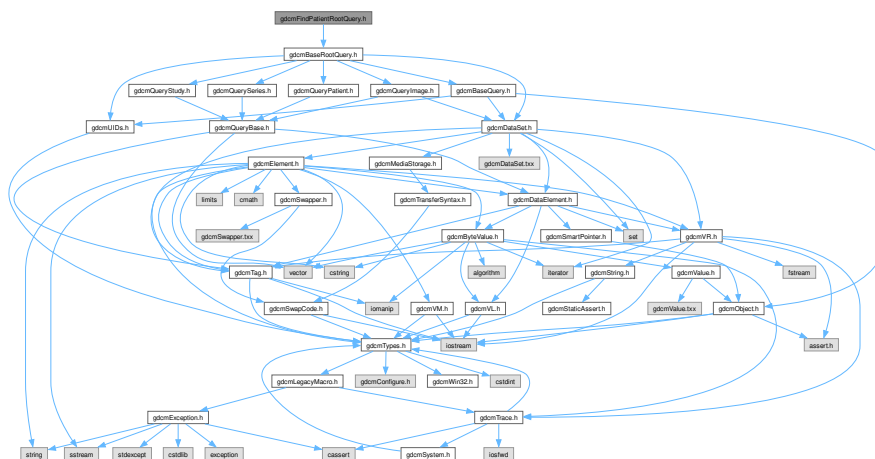 gdcmFindPatientRootQuery.h
gdcmBaseRootQuery.h
gdcmQueryStudy.h
gdcmQuerySeries.h
gdcmQueryPatient.h
gdcmQueryImage.h
gdcmBaseQuery.h
gdcmUIDs.h
gdcmQueryBase.h
gdcmDataSet.h
gdcmElement.h
gdcmMediaStorage.h
gdcmDataSet.txx
limits
cmath
gdcmSwapper.h
gdcmTransferSyntax.h
gdcmDataElement.h
gdcmSwapper.txx
gdcmByteValue.h
gdcmSmartPointer.h
set
gdcmVR.h
gdcmTag.h
vector
cstring
algorithm
iterator
gdcmString.h
gdcmValue.h
fstream
gdcmSwapCode.h
iomanip
gdcmVM.h
gdcmVL.h
gdcmStaticAssert.h
gdcmValue.txx
gdcmObject.h
gdcmTypes.h
iostream
assert.h
gdcmLegacyMacro.h
gdcmConfigure.h
gdcmWin32.h
cstdint
gdcmException.h
gdcmTrace.h
string
sstream
stdexcept
cstdlib
exception
cassert
gdcmSystem.h
iosfwd